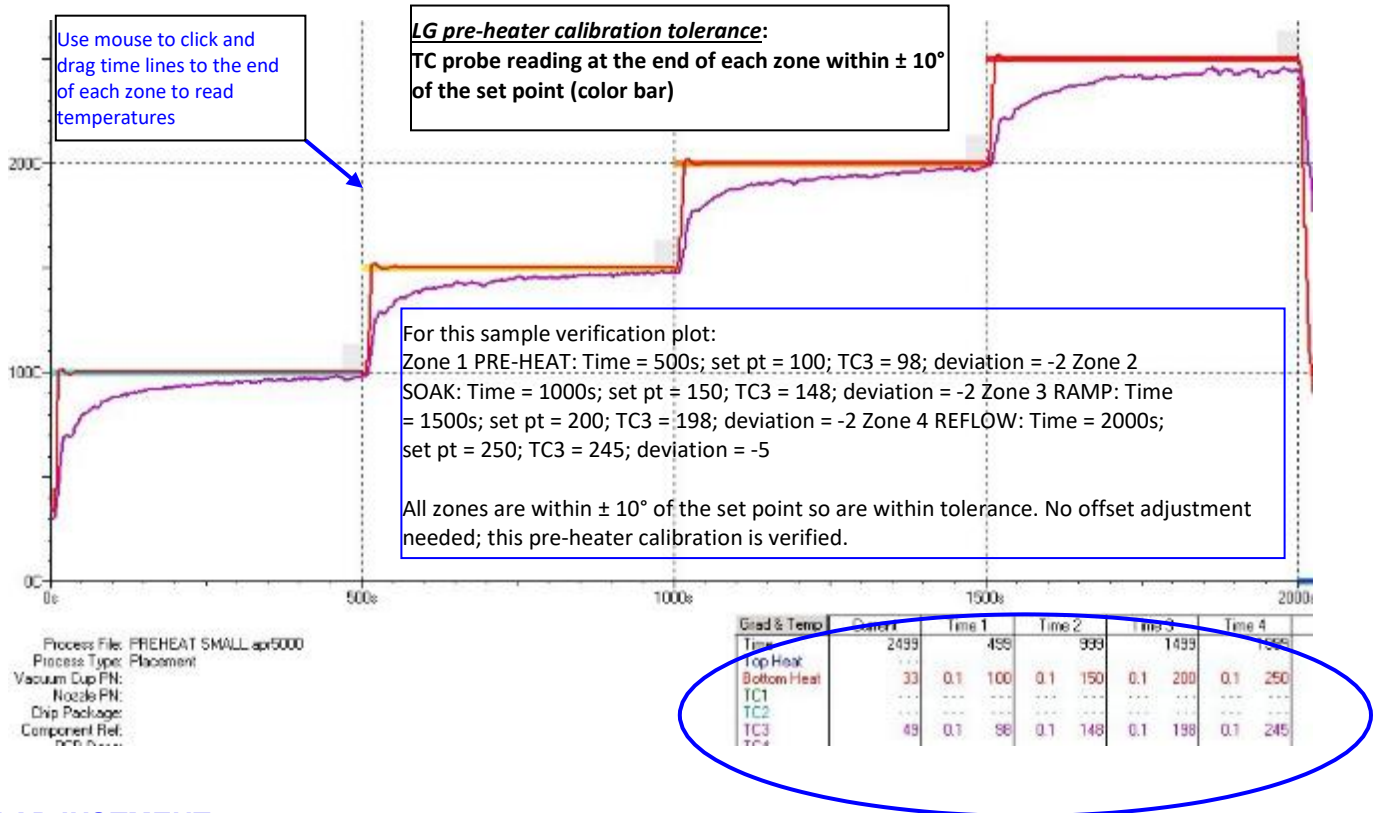 Use mouse to click and
drag time lines to the end
of each zone to read
temperatures
LG pre-heater calibration tolerance:
TC probe reading at the end of each zone within ± 10°
of the set point (color bar)
200C
For this sample verification plot:
Zone 1 PRE-HEAT: Time = 500s; set pt = 100; TC3 = 98; deviation = -2 Zone 2
SOAK: Time = 1000s; set pt = 150; TC3 = 148; deviation = -2 Zone 3 RAMP: Time
= 1500s; set pt = 200; TC3 = 198; deviation = -2 Zone 4 REFLOW: Time = 2000s;
set pt = 250; TC3 = 245; deviation = -5
100C
All zones are within ± 10° of the set point so are within tolerance. No offset adjustment
needed; this pre-heater calibration is verified.
0C
0s 500s 1000s 1500s 2000s
Process File: PREHEAT SMALL apr5000
Process Type: Placement
Vacuum Cup PN:
Nozzle PN:
Chip Package:
Component Ref:
Grad & Temp Current Time 1 Time 2 Time 3 Time 4
Time 2499 499 999 1499
Top Heat ---
Bottom Heat 33 0.1 100 0.1 150 0.1 200 0.1 250
TC1 --- --- --- --- --- --- --- --- ---
TC2 --- --- --- --- --- --- --- --- ---
TC3 49 0.1 98 0.1 148 0.1 198 0.1 245